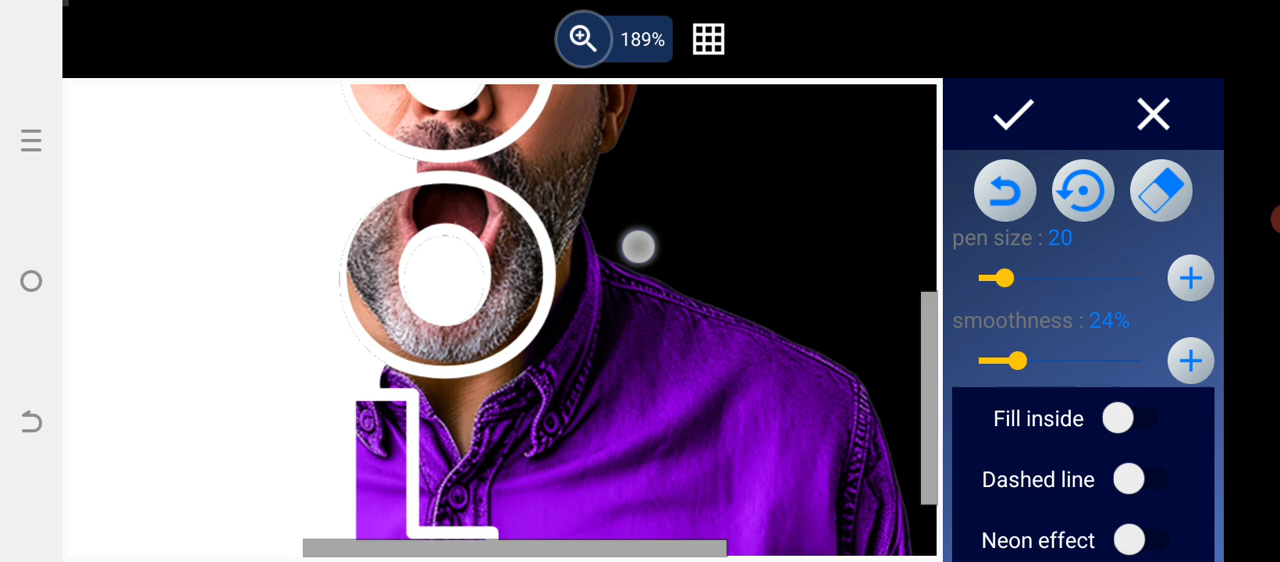 189%
pen size : 20
smoothness : 24%
Fill inside
Dashed line
Neon effect